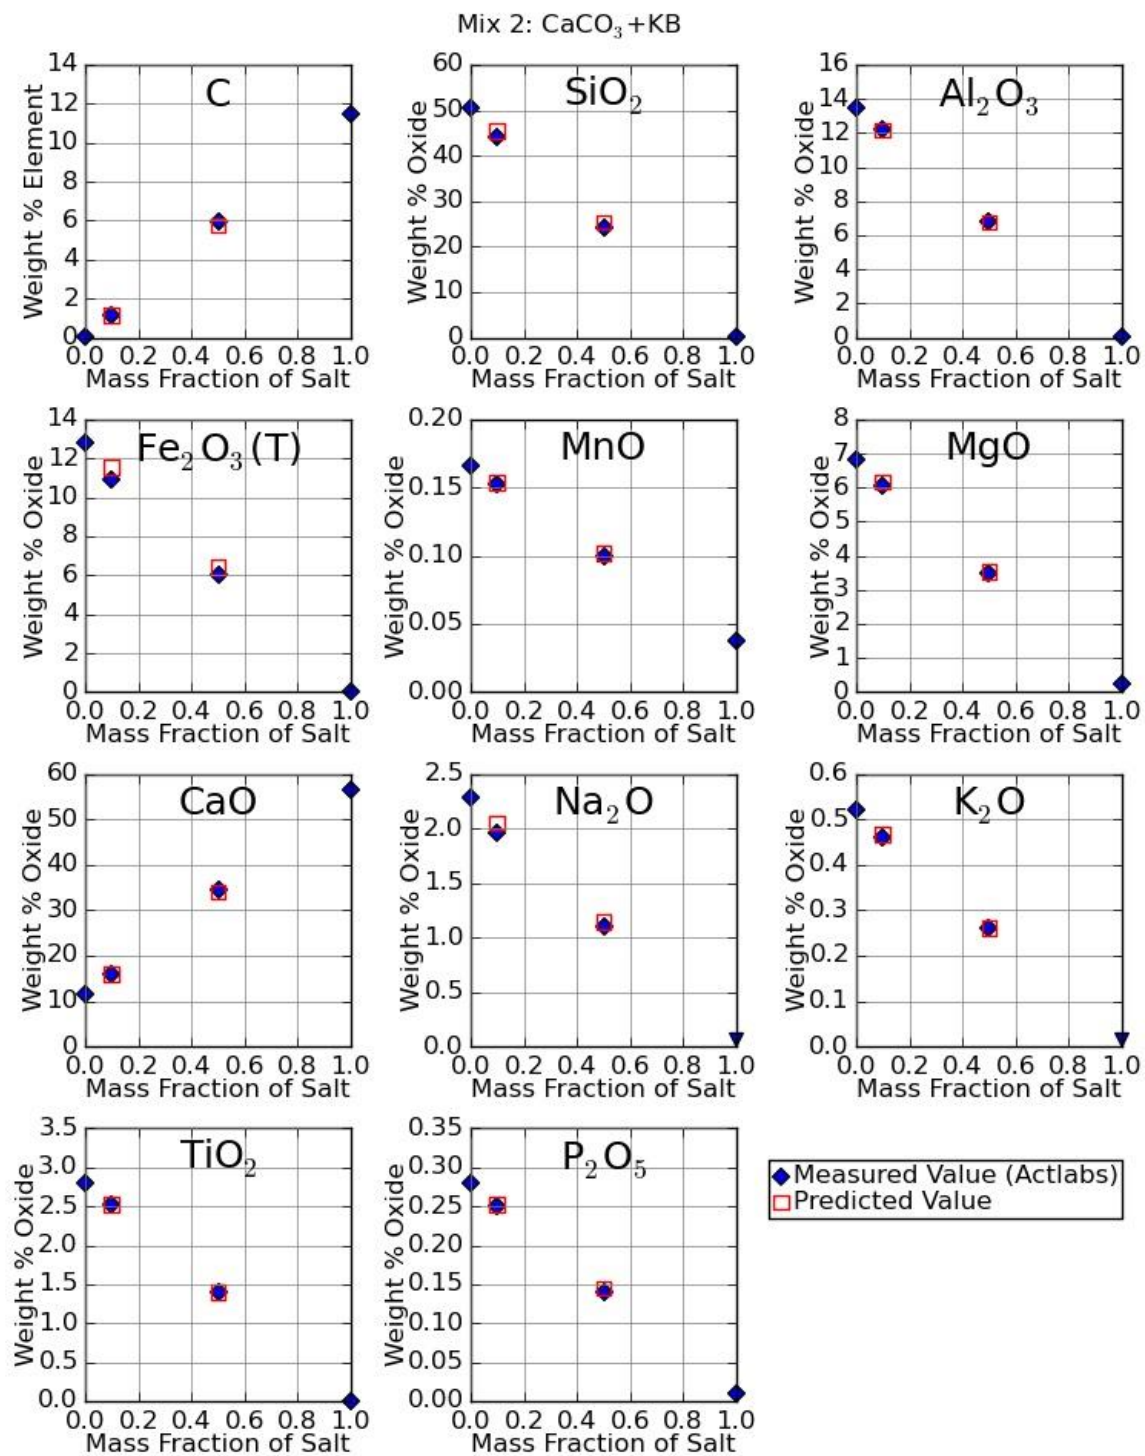 Mix 2: CaCO₃+KB
C
Weight % Element
14
12
10
8
6
4
2
0
0.0 0.2 0.4 0.6 0.8 1.0
Mass Fraction of Salt
SiO₂
Weight % Oxide
60
50
40
30
20
10
0
0.0 0.2 0.4 0.6 0.8 1.0
Mass Fraction of Salt
Al₂O₃
Weight % Oxide
16
14
12
10
8
6
4
2
0
0.0 0.2 0.4 0.6 0.8 1.0
Mass Fraction of Salt
Fe₂O₃(T)
Weight % Oxide
14
12
10
8
6
4
2
0
0.0 0.2 0.4 0.6 0.8 1.0
Mass Fraction of Salt
MnO
Weight % Oxide
0.20
0.15
0.10
0.05
0.00
0.0 0.2 0.4 0.6 0.8 1.0
Mass Fraction of Salt
MgO
Weight % Oxide
8
7
6
5
4
3
2
1
0
0.0 0.2 0.4 0.6 0.8 1.0
Mass Fraction of Salt
CaO
Weight % Oxide
60
50
40
30
20
10
0
0.0 0.2 0.4 0.6 0.8 1.0
Mass Fraction of Salt
Na₂O
Weight % Oxide
2.5
2.0
1.5
1.0
0.5
0.0
0.0 0.2 0.4 0.6 0.8 1.0
Mass Fraction of Salt
K₂O
Weight % Oxide
0.6
0.5
0.4
0.3
0.2
0.1
0.0
0.0 0.2 0.4 0.6 0.8 1.0
Mass Fraction of Salt
TiO₂
Weight % Oxide
3.5
3.0
2.5
2.0
1.5
1.0
0.5
0.0
0.0 0.2 0.4 0.6 0.8 1.0
Mass Fraction of Salt
P₂O₅
Weight % Oxide
0.35
0.30
0.25
0.20
0.15
0.10
0.05
0.00
0.0 0.2 0.4 0.6 0.8 1.0
Mass Fraction of Salt
Measured Value (Actlabs)
Predicted Value